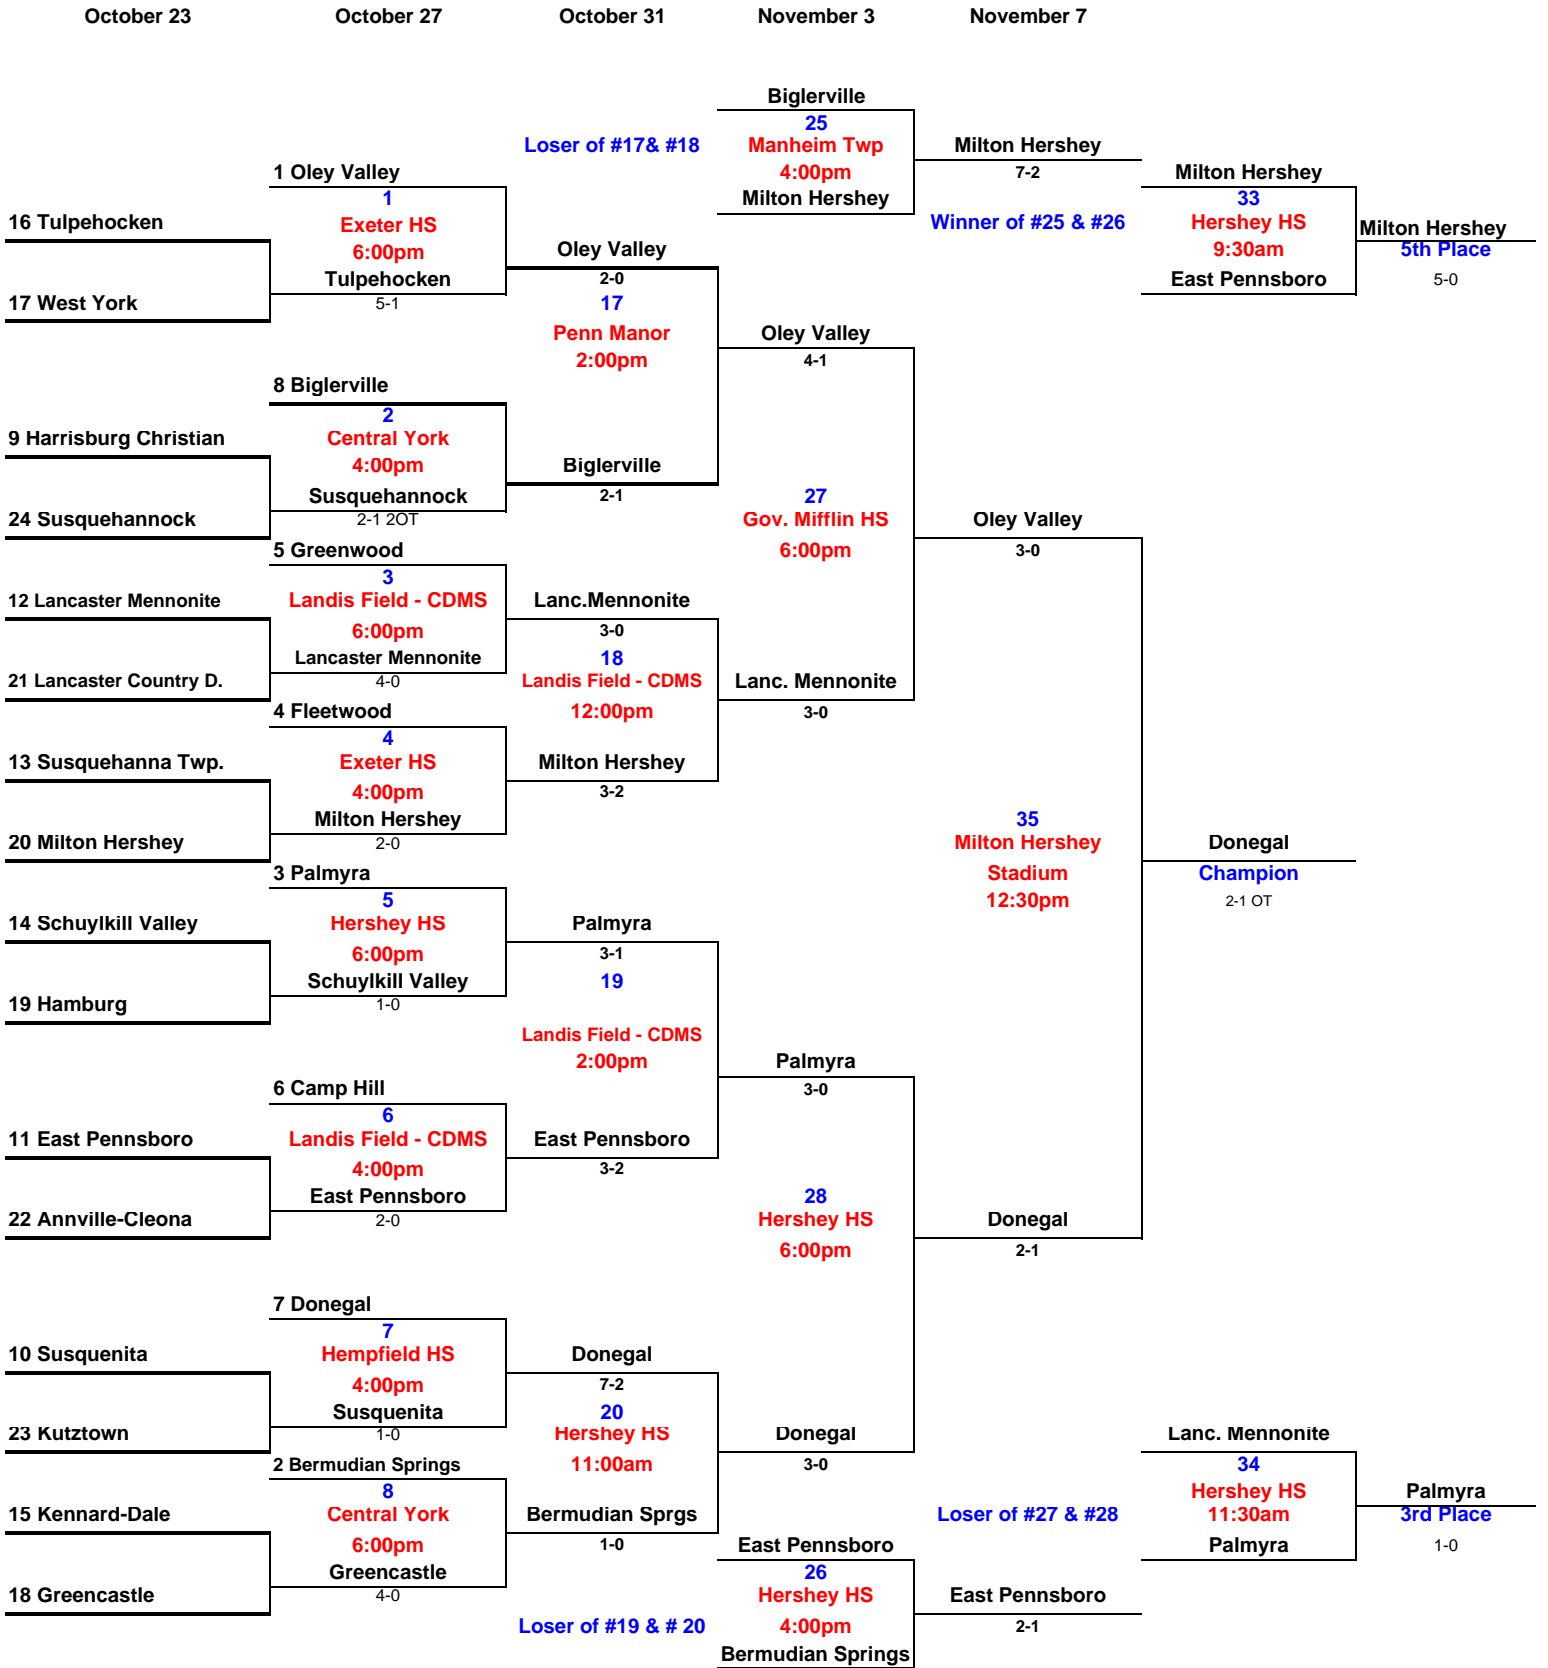 October 23 October 27 October 31 November 3 November 7
Biglerville
25
Loser of #17& #18 Manheim Twp Milton Hershey
1 Oley Valley 4:00pm 7-2 Milton Hershey
1 Milton Hershey 33
16 Tulpehocken Exeter HS Winner of #25 & #26 Hershey HS Milton Hershey
6:00pm Oley Valley 9:30am 5th Place
Tulpehocken 2-0 East Pennsboro 5-0
17 West York 5-1 17
Penn Manor Oley Valley
2:00pm 4-1
8 Biglerville
2
9 Harrisburg Christian Central York
4:00pm Biglerville
Susquehannock 2-1 27
24 Susquehannock 2-1 2OT Gov. Mifflin HS Oley Valley
5 Greenwood 6:00pm 3-0
3
12 Lancaster Mennonite Landis Field - CDMS Lanc.Mennonite
6:00pm 3-0
Lancaster Mennonite 18
21 Lancaster Country D. 4-0 Landis Field - CDMS Lanc. Mennonite
4 Fleetwood 12:00pm 3-0
4
13 Susquehanna Twp. Exeter HS Milton Hershey
4:00pm 3-2
Milton Hershey 35
20 Milton Hershey 2-0 Milton Hershey Donegal
3 Palmyra Stadium Champion
5 12:30pm 2-1 OT
14 Schuylkill Valley Hershey HS Palmyra
6:00pm 3-1
Schuylkill Valley 19
19 Hamburg 1-0
Landis Field - CDMS
2:00pm Palmyra
6 Camp Hill 3-0
6
11 East Pennsboro Landis Field - CDMS East Pennsboro
4:00pm 3-2
East Pennsboro 28
22 Annville-Cleona 2-0 Hershey HS Donegal
6:00pm 2-1
7 Donegal
7
10 Susquenita Hempfield HS Donegal
4:00pm 7-2
Susquenita 20
23 Kutztown 1-0 Hershey HS Donegal Lanc. Mennonite
2 Bermudian Springs 11:00am 3-0 34
8 Hershey HS Palmyra
15 Kennard-Dale Central York Bermudian Sprgs Loser of #27 & #28 11:30am 3rd Place
6:00pm 1-0 East Pennsboro Palmyra 1-0
Greencastle 26
18 Greencastle 4-0 Hershey HS East Pennsboro
Loser of #19 & # 20 4:00pm 2-1
Bermudian Springs